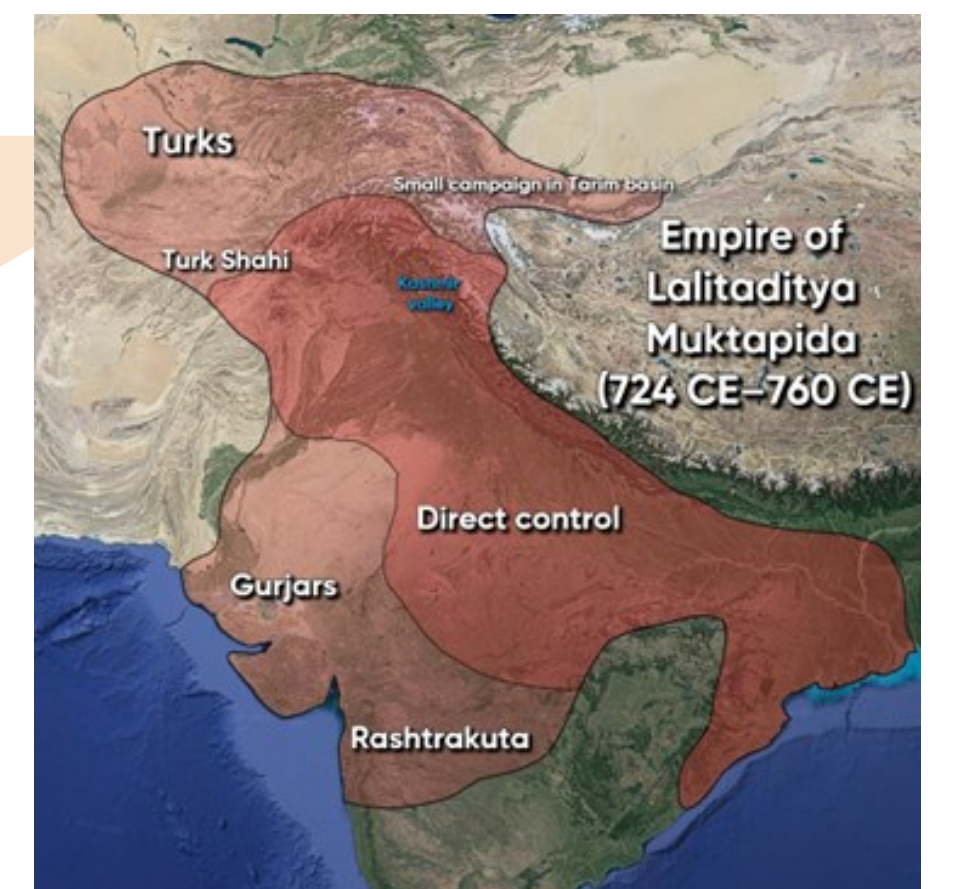 Turks
Small campaign in Tarim basin
Empire of
Lalitaditya
Muktapida
(724 CE–760 CE)
Turk Shahi
Kashmir
valley
Direct control
Gurjars
Rashtrakuta